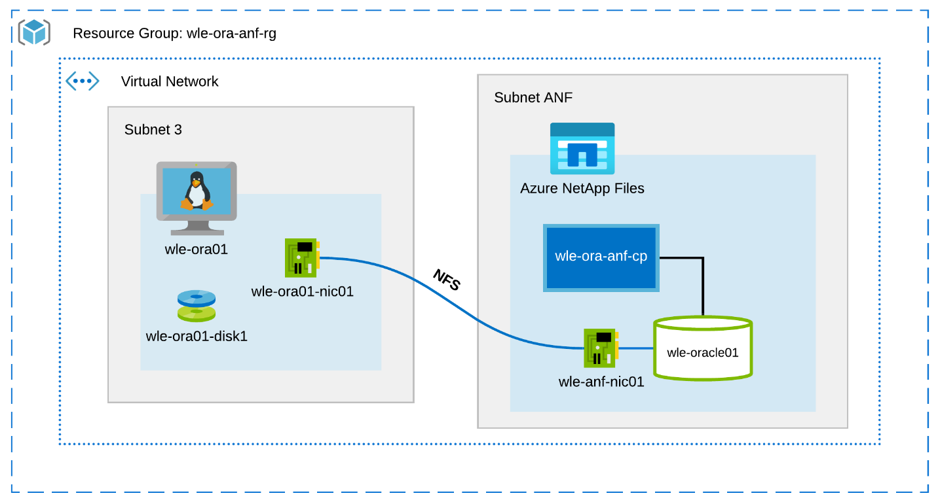 Resource Group: wle-ora-anf-rg
Virtual Network
Subnet 3
wle-ora01
wle-ora01-nic01
wle-ora01-disk1
NFS
Subnet ANF
Azure NetApp Files
wle-ora-anf-cp
wle-oracle01
wle-anf-nic01